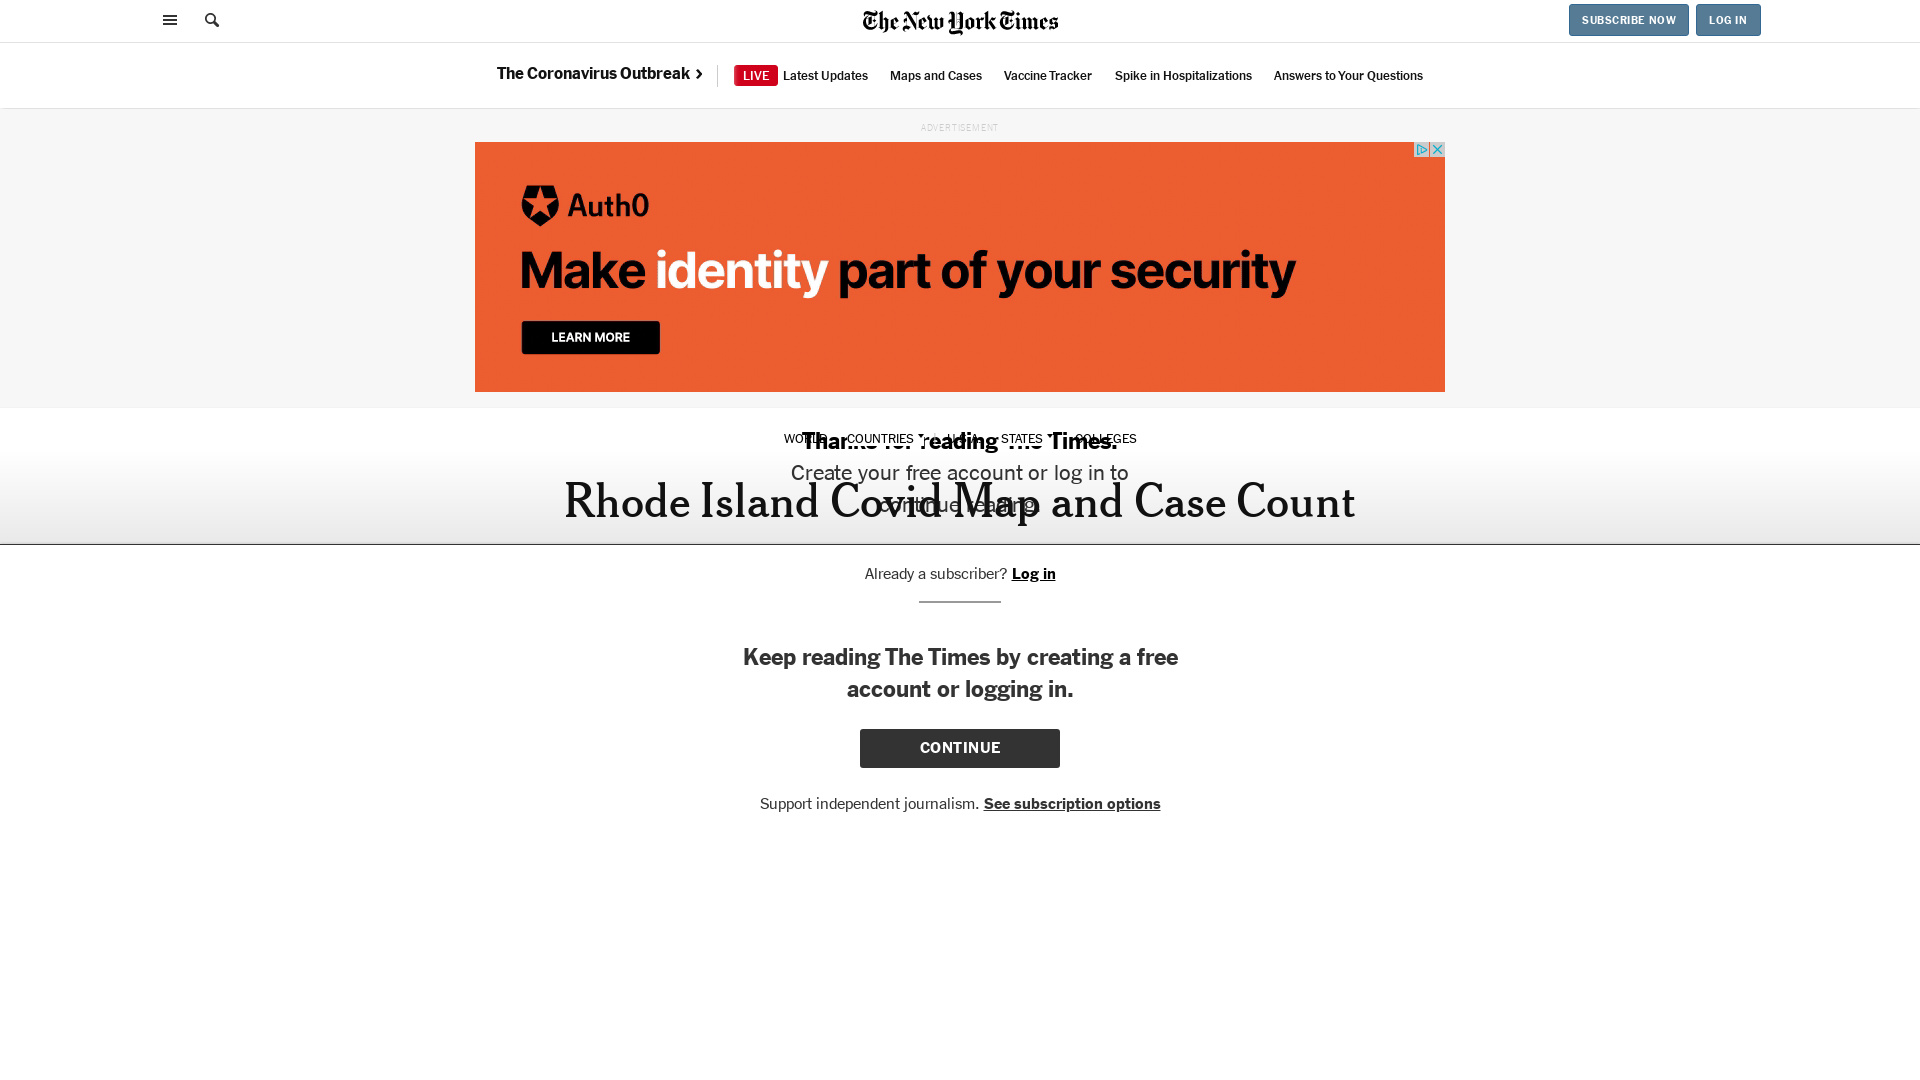 The New York Times
SUBSCRIBE NOW
LOG IN
The Coronavirus Outbreak
LIVE Latest Updates
Maps and Cases
Vaccine Tracker
Spike in Hospitalizations
Answers to Your Questions
ADVERTISEMENT
Auth0
Make identity part of your security
LEARN MORE
WORLD COUNTRIES U.S.A. STATES COLLEGES
Thanks for reading The Times.
Create your free account or log in to
continue reading.
Rhode Island Covid Map and Case Count
Already a subscriber? Log in
Keep reading The Times by creating a free
account or logging in.
CONTINUE
Support independent journalism. See subscription options